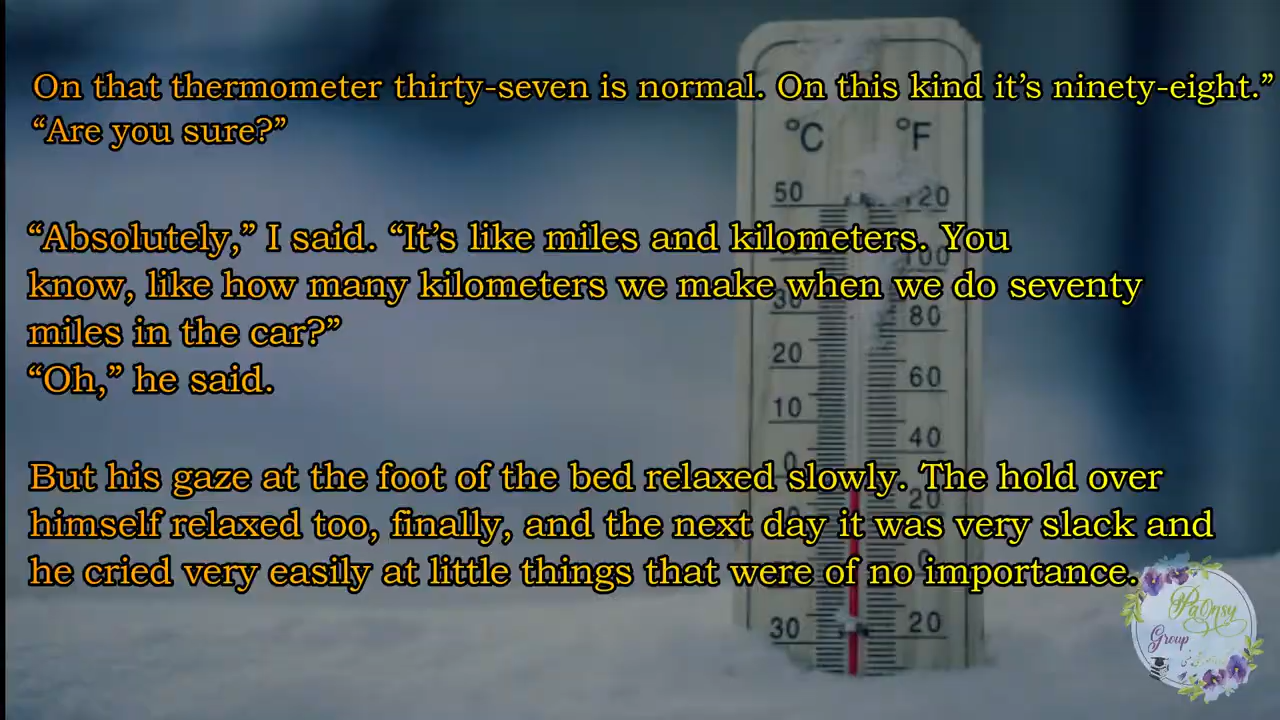 On that thermometer thirty-seven is normal. On this kind it’s ninety-eight.”
“Are you sure?”
“Absolutely,” I said. “It’s like miles and kilometers. You
know, like how many kilometers we make when we do seventy
miles in the car?”
“Oh,” he said.
But his gaze at the foot of the bed relaxed slowly. The hold over
himself relaxed too, finally, and the next day it was very slack and
he cried very easily at little things that were of no importance.
°C °F
50 120
100
30 80
20 60
10 40
0 20
0
30 20
PaOnsy
Group